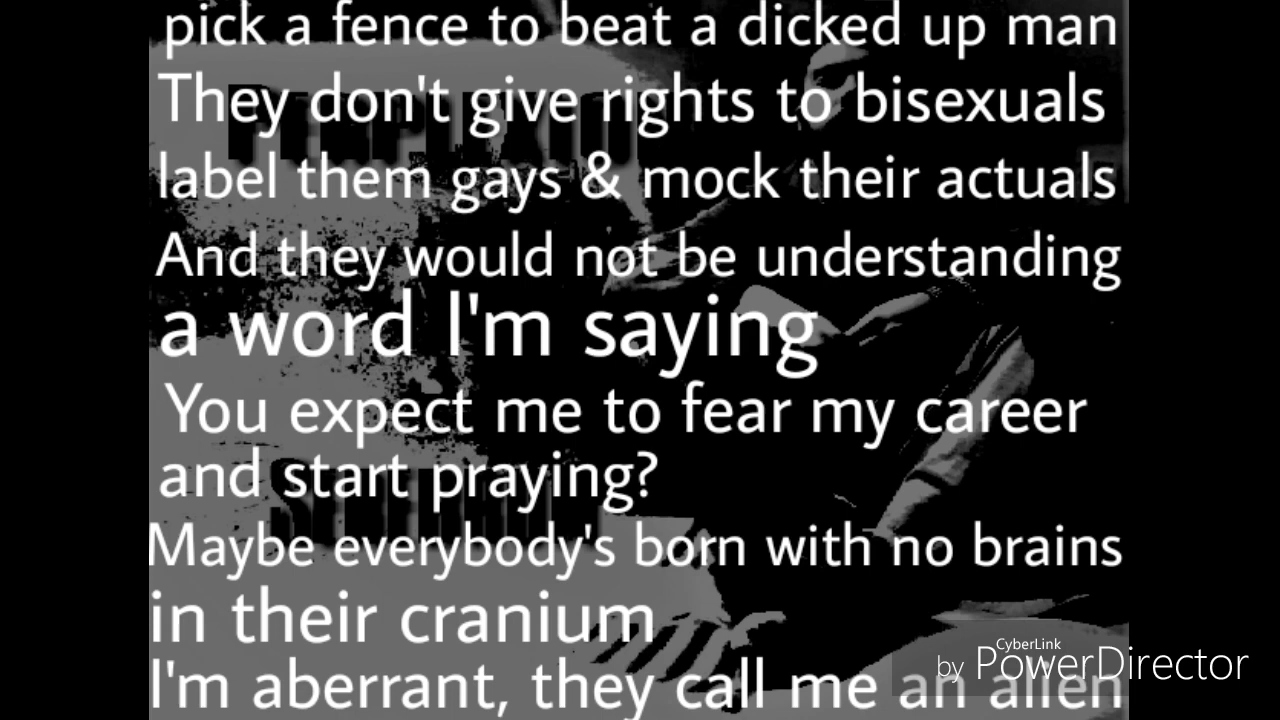 pick a fence to beat a dicked up man
They don't give rights to bisexuals
label them gays & mock their actuals
And they would not be understanding
a word I'm saying
You expect me to fear my career
and start praying?
Maybe everybody's born with no brains
in their cranium
I'm aberrant, they call me an alien
CyberLink
by PowerDirector